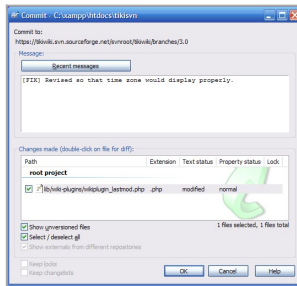 Commit - C:\xampp\htdocs\tikisvn
Commit to:
https://tikiwiki.svn.sourceforge.net/svnroot/tikiwiki/branches/3.0
Message:
Recent messages
[FIX] Revised so that time zone would display properly.
Changes made (double-click on file for diff):
Path Extension Text status Property status Lock
root project
lib/wiki-plugins/wikiplugin_lastmod.php .php modified normal
Show unversioned files
1 files selected, 1 files total
Select / deselect all
Show externals from different repositories
Keep locks
Keep changelists
OK Cancel Help